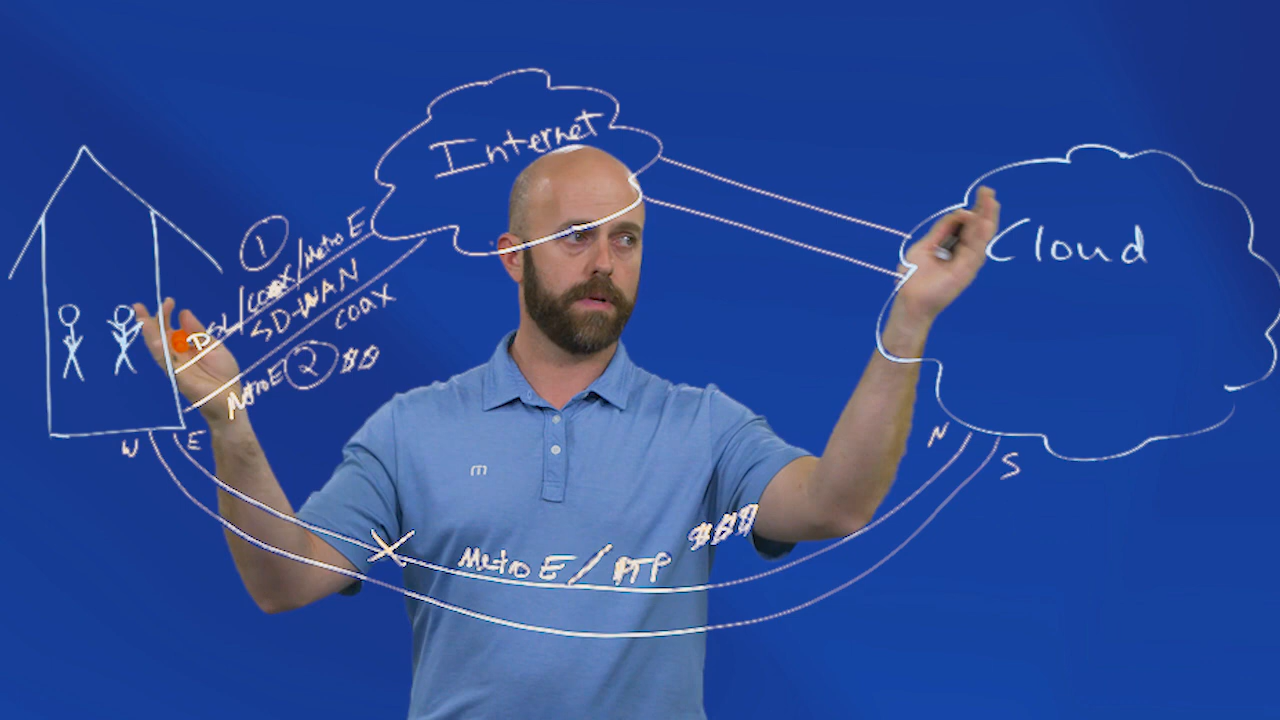 Internet
Cloud
1
DSL/COAX/Metro E
SD-WAN
COAX
Metro E 2 $$
W E
N S
$$$
Metro E / PTP
X
m